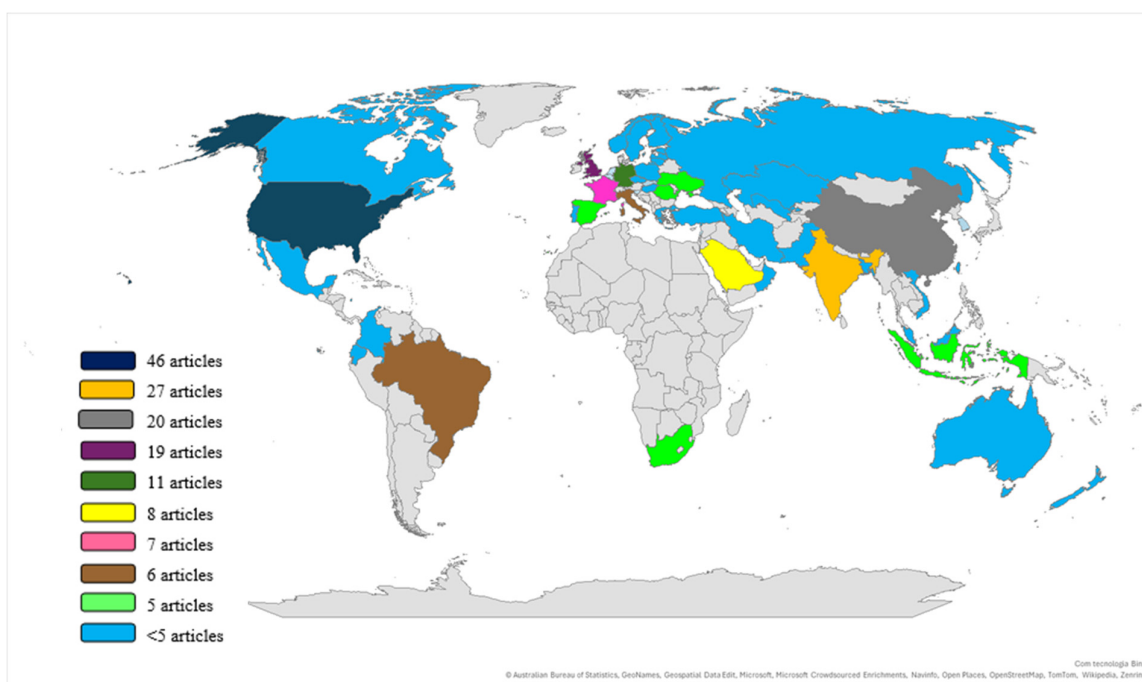 46 articles
27 articles
20 articles
19 articles
11 articles
8 articles
7 articles
6 articles
5 articles
<5 articles
Com tecnologia Bin
© Australian Bureau of Statistics, GeoNames, Geospatial Data Edit, Microsoft, Microsoft Crowdsourced Enrichments, Navinfo, Open Places, OpenStreetMap, TomTom, Wikipedia, Zenrin